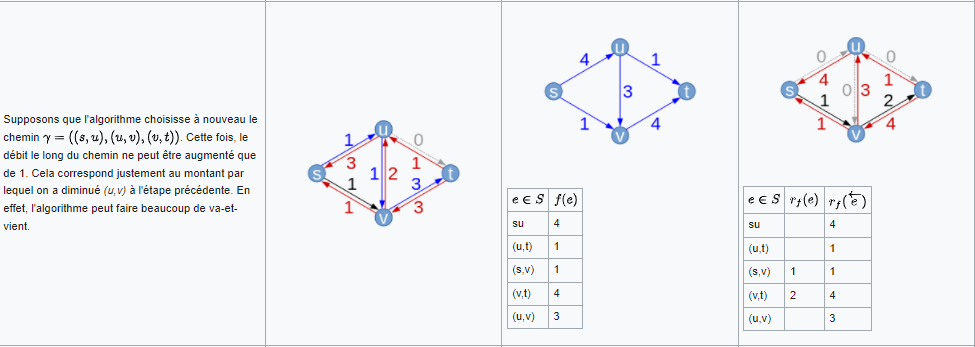 Supposons que l'algorithme choisisse à nouveau le
chemin γ = ((s, u), (u, v), (v, t)). Cette fois, le
débit le long du chemin ne peut être augmenté que
de 1. Cela correspond justement au montant par
lequel on a diminué (u,v) à l'étape précédente. En
effet, l'algorithme peut faire beaucoup de va-et-
vient.
u
1 0
3 1
s 1 1 2 3 t
1 3
v
u
4 1
s 3 t
1 4
v
e ∈ S f(e)
su 4
(u,t) 1
(s,v) 1
(v,t) 4
(u,v) 3
u
0 0
4 1
s 1 0 3 2 t
1 4
v
e ∈ S r_f(e) r_f(e⃖)
su 4
(u,t) 1
(s,v) 1 1
(v,t) 2 4
(u,v) 3